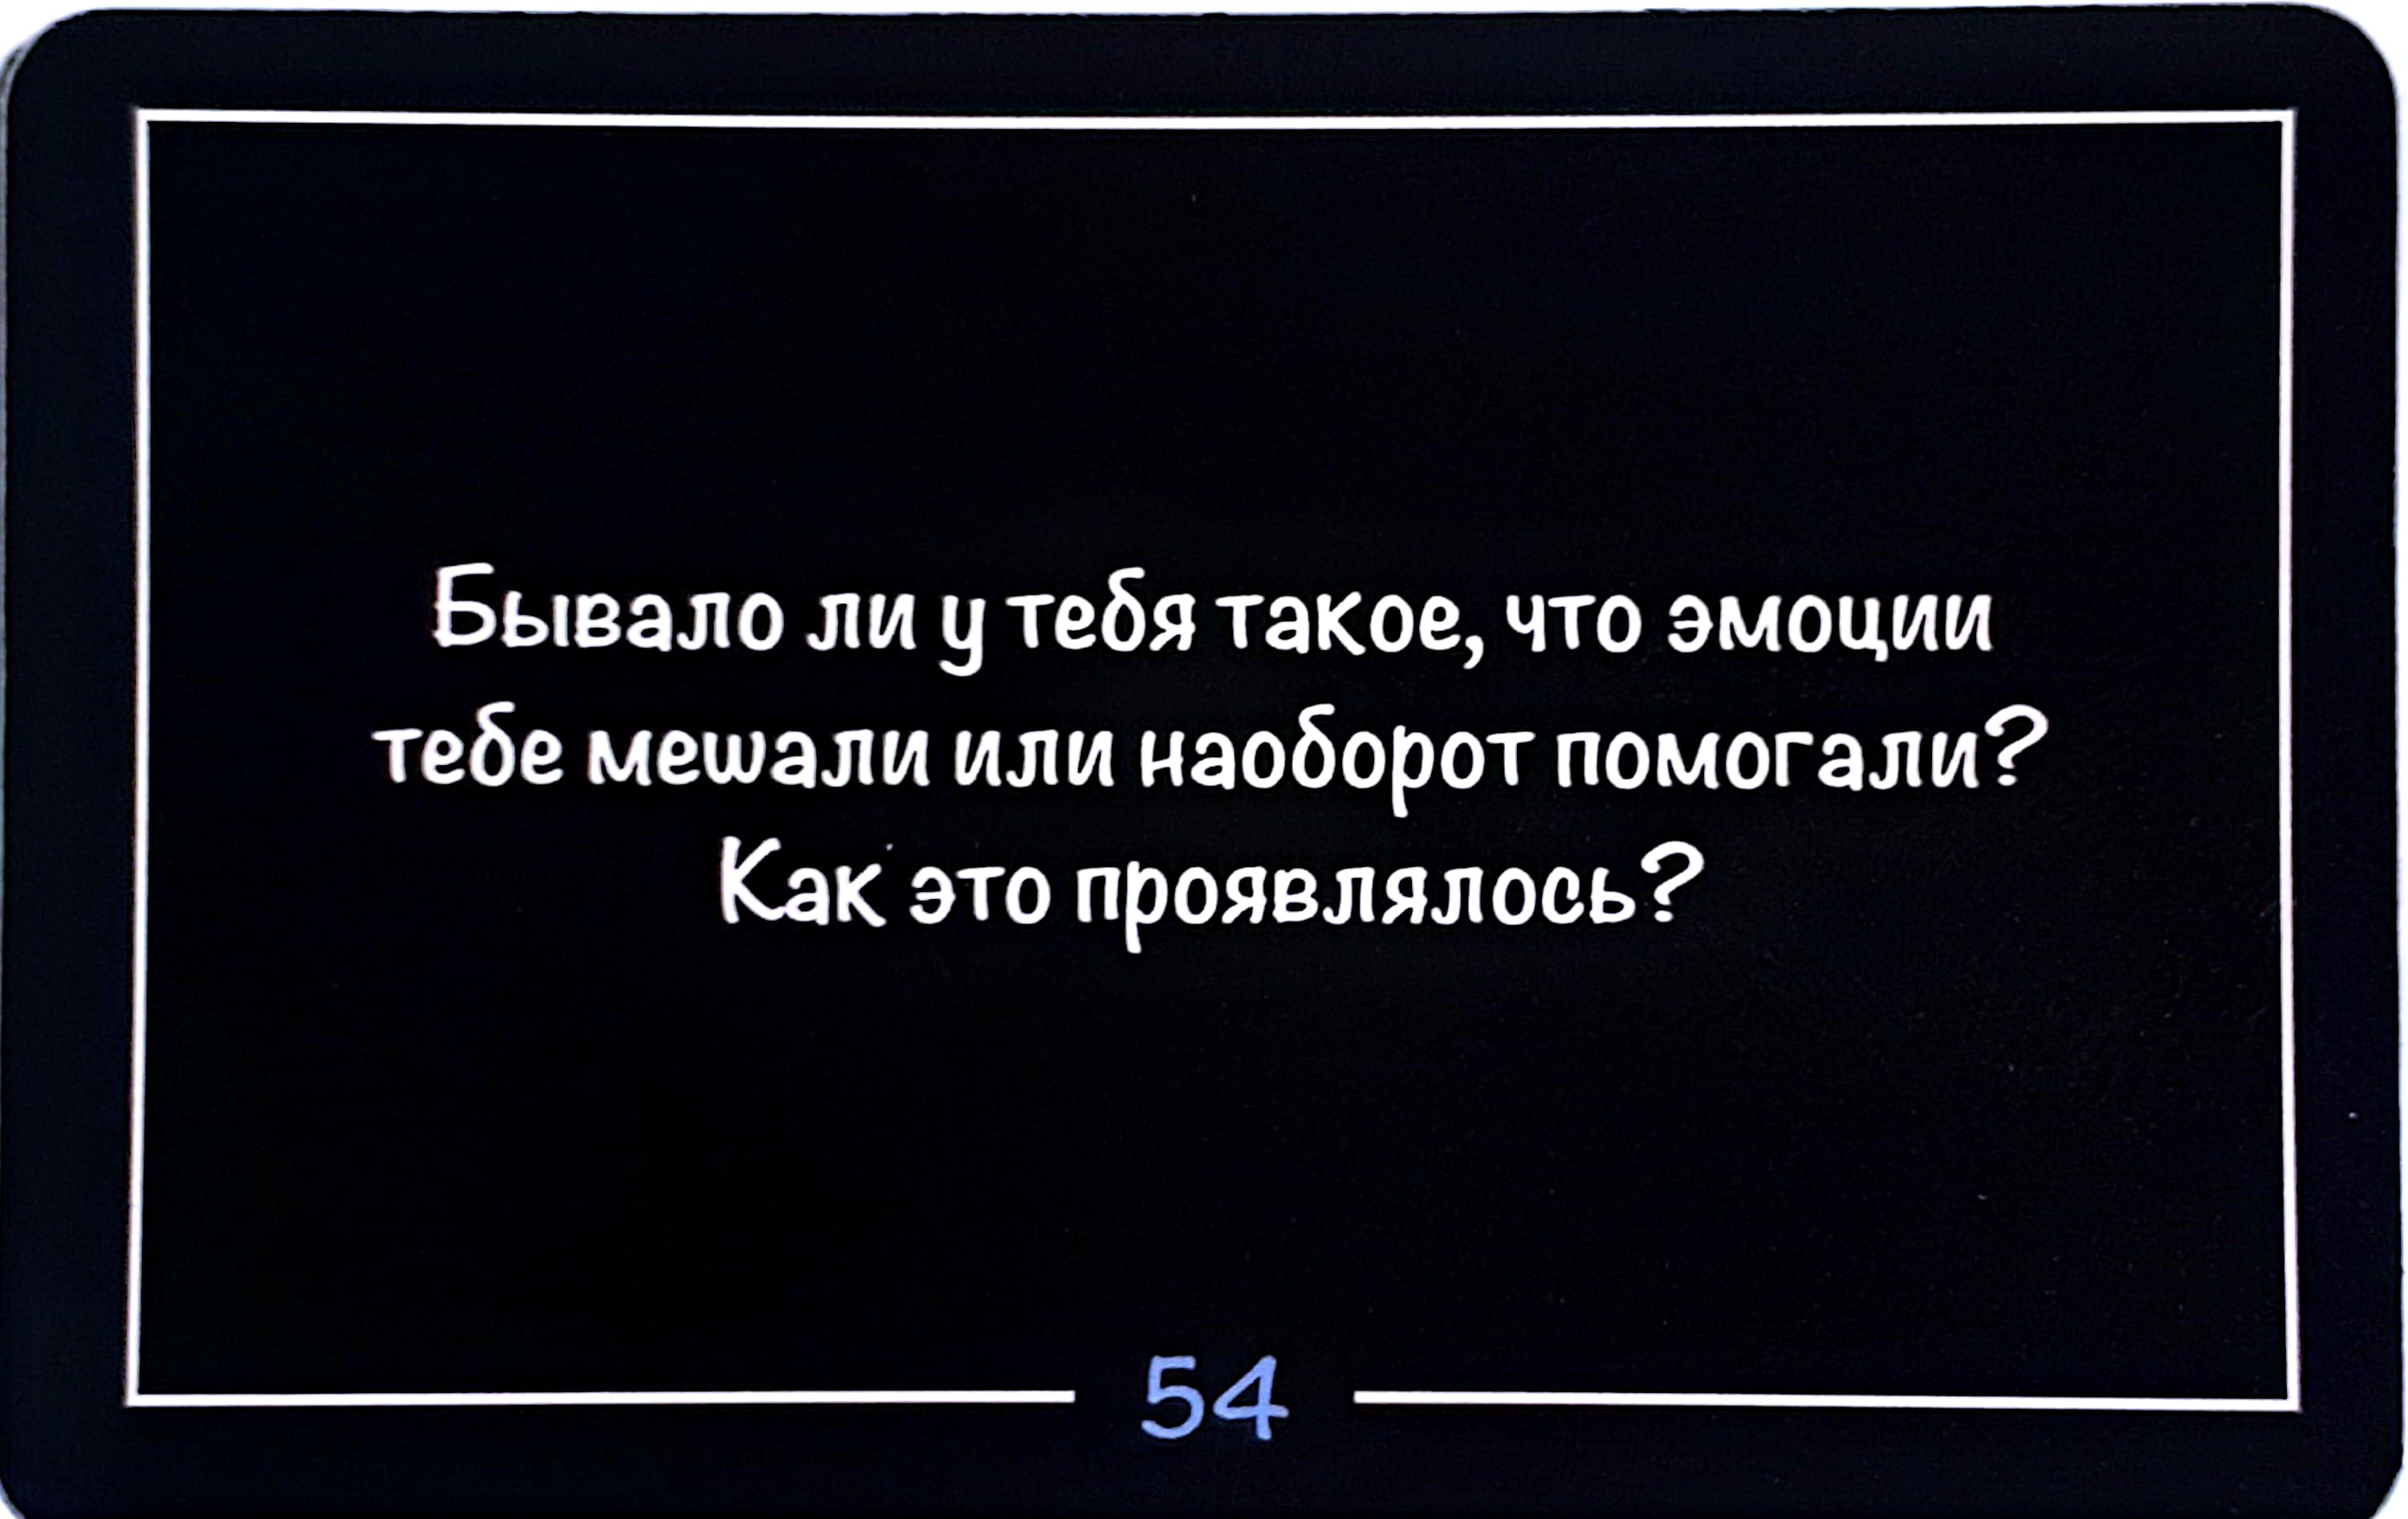 Бывало ли у тебя такое, что эмоции
тебе мешали или наоборот помогали?
Как это проявлялось?
54